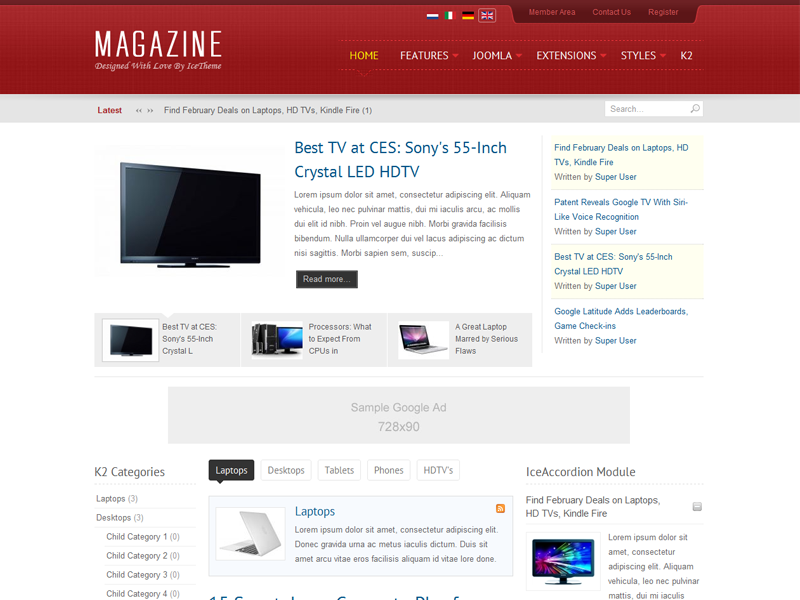 Member Area Contact Us Register
MAGAZINE
Designed With Love By IceTheme
HOME FEATURES JOOMLA EXTENSIONS STYLES K2
Latest Find February Deals on Laptops, HD TVs, Kindle Fire (1)
Search...
Best TV at CES: Sony's 55-Inch
Crystal LED HDTV
Lorem ipsum dolor sit amet, consectetur adipiscing elit. Aliquam
vehicula, leo nec pulvinar mattis, dui mi iaculis arcu, ac mollis
dui elit id nibh. Proin vel augue nibh. Morbi gravida facilisis
bibendum. Nulla ullamcorper dui vel lacus adipiscing ac dictum
nisi sagittis. Morbi sapien sem, suscip...
Read more...
Find February Deals on Laptops, HD
TVs, Kindle Fire
Written by Super User
Patent Reveals Google TV With Siri-
Like Voice Recognition
Written by Super User
Best TV at CES: Sony's 55-Inch
Crystal LED HDTV
Written by Super User
Google Latitude Adds Leaderboards,
Game Check-ins
Written by Super User
Best TV at CES:
Sony's 55-Inch
Crystal L
Processors: What
to Expect From
CPUs in
A Great Laptop
Marred by Serious
Flaws
Sample Google Ad
728x90
K2 Categories
Laptops (3)
Desktops (3)
Child Category 1 (0)
Child Category 2 (0)
Child Category 3 (0)
Child Category 4 (0)
Laptops Desktops Tablets Phones HDTV's
Laptops
Lorem ipsum dolor sit amet, consectetur adipiscing elit.
Donec gravida urna ac metus iaculis dictum. Duis sit
amet arcu vitae eros facilisis aliquam id vitae lore done.
IceAccordion Module
Find February Deals on Laptops,
HD TVs, Kindle Fire
Lorem ipsum dolor sit
amet, consectetur
adipiscing elit. Aliquam
vehicula, leo nec pulvinar
mattis, dui mi iaculis